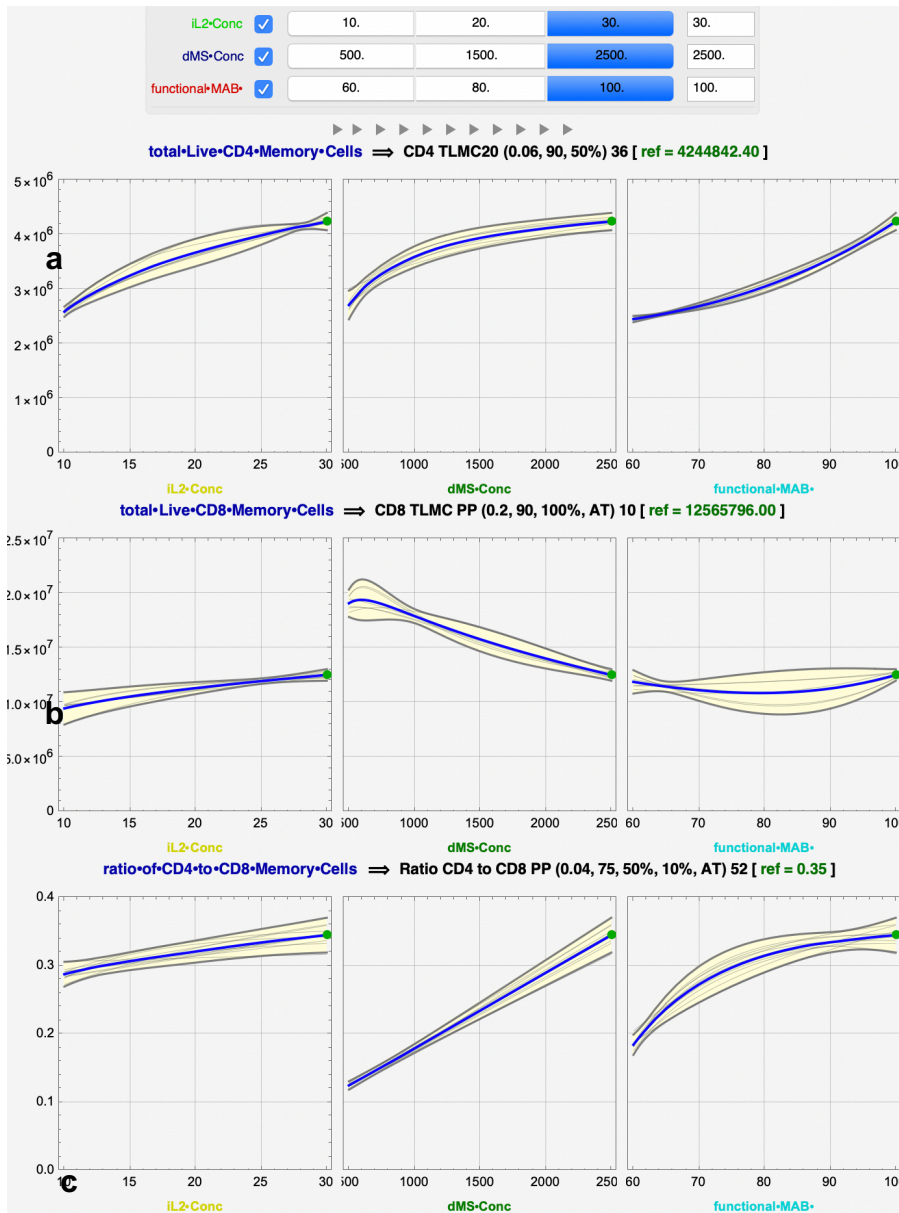 iL2•Conc 10. 20. 30. 30.
dMS•Conc 500. 1500. 2500. 2500.
functional•MAB• 60. 80. 100. 100.
total•Live•CD4•Memory•Cells ⟹ CD4 TLMC20 (0.06, 90, 50%) 36 [ ref = 4244842.40 ]
5×10⁶
4×10⁶
a
3×10⁶
2×10⁶
1×10⁶
0
10 15 20 25 30 500 1000 1500 2000 250 60 70 80 90 10
iL2•Conc dMS•Conc functional•MAB•
total•Live•CD8•Memory•Cells ⟹ CD8 TLMC PP (0.2, 90, 100%, AT) 10 [ ref = 12565796.00 ]
2.5×10⁷
2.0×10⁷
1.5×10⁷
1.0×10⁷
b
5.0×10⁶
0
10 15 20 25 30 500 1000 1500 2000 250 60 70 80 90 10
iL2•Conc dMS•Conc functional•MAB•
ratio•of•CD4•to•CD8•Memory•Cells ⟹ Ratio CD4 to CD8 PP (0.04, 75, 50%, 10%, AT) 52 [ ref = 0.35 ]
0.4
0.3
0.2
0.1
0.0
c
10 15 20 25 30 500 1000 1500 2000 250 60 70 80 90 10
iL2•Conc dMS•Conc functional•MAB•